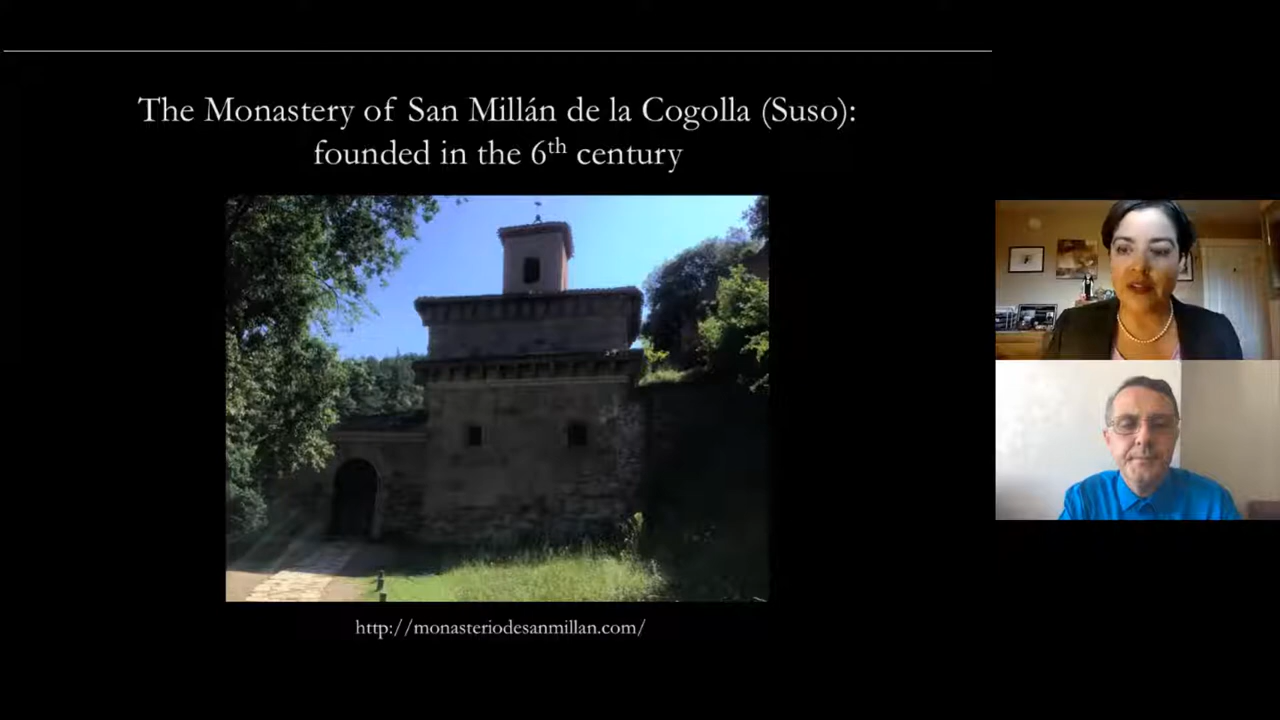 The Monastery of San Millán de la Cogolla (Suso):
founded in the 6th century
http://monasteriodesanmillan.com/